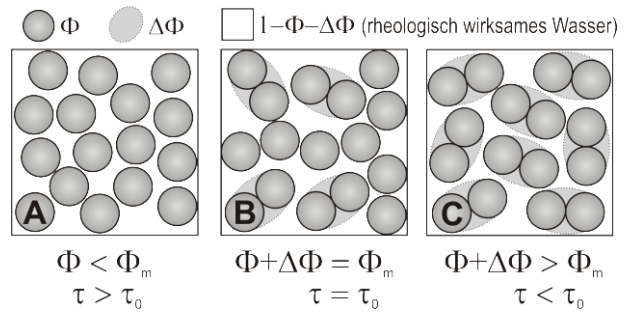 Φ ΔΦ 1–Φ–ΔΦ (rheologisch wirksames Wasser)
A B C
Φ < Φₘ Φ+ΔΦ = Φₘ Φ+ΔΦ > Φₘ
τ > τ₀ τ = τ₀ τ < τ₀